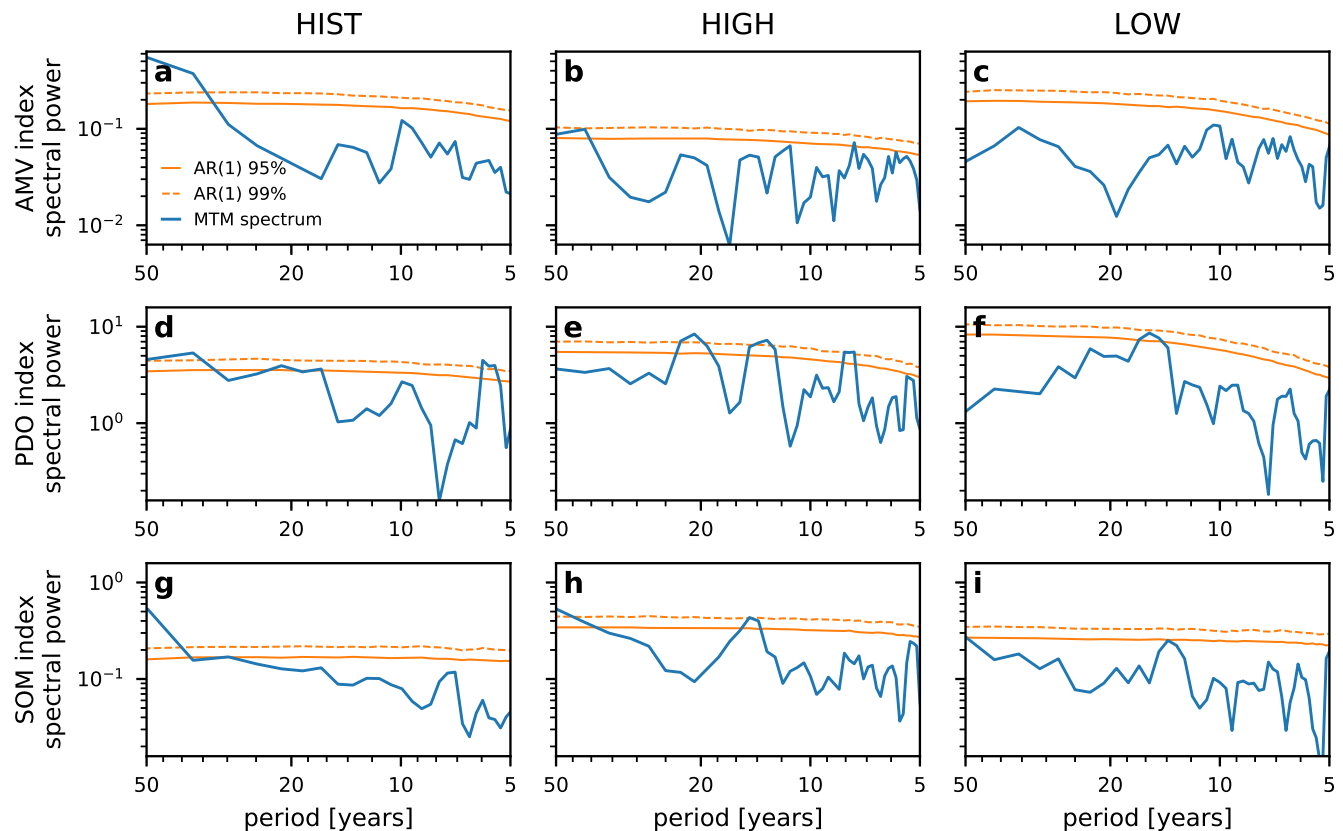 HIST HIGH LOW
AMV index
spectral power
10⁻¹
10⁻²
a
b
c
AR(1) 95%
AR(1) 99%
MTM spectrum
50 20 10 5
50 20 10 5
50 20 10 5
PDO index
spectral power
10¹
10⁰
d
e
f
50 20 10 5
50 20 10 5
50 20 10 5
SOM index
spectral power
10⁰
10⁻¹
g
h
i
50 20 10 5
50 20 10 5
50 20 10 5
period [years]
period [years]
period [years]